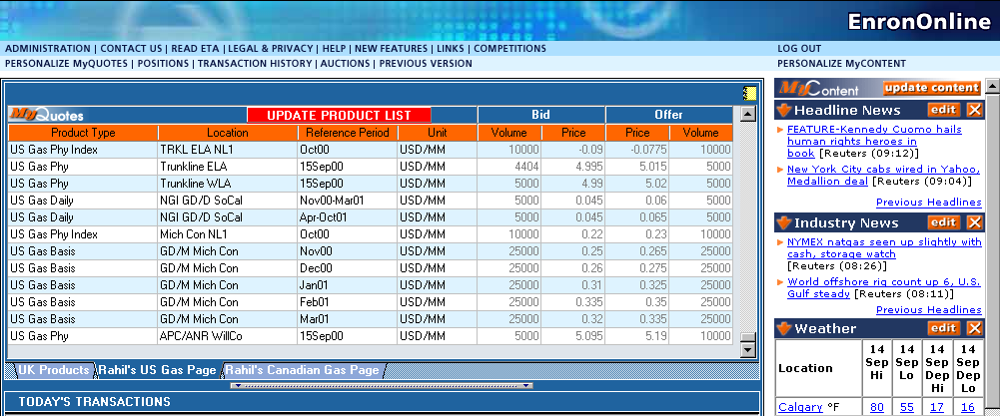 EnronOnline
ADMINISTRATION | CONTACT US | READ ETA | LEGAL & PRIVACY | HELP | NEW FEATURES | LINKS | COMPETITIONS
LOG OUT
PERSONALIZE MyQUOTES | POSITIONS | TRANSACTION HISTORY | AUCTIONS | PREVIOUS VERSION
PERSONALIZE MyCONTENT
MyQuotes UPDATE PRODUCT LIST Bid Offer
Product Type Location Reference Period Unit Volume Price Price Volume
US Gas Phy Index TRKL ELA NL1 Oct00 USD/MM 10000 -0.09 -0.0775 10000
US Gas Phy Trunkline ELA 15Sep00 USD/MM 4404 4.995 5.015 5000
US Gas Phy Trunkline WLA 15Sep00 USD/MM 5000 4.99 5.02 5000
US Gas Daily NGI GD/D SoCal Nov00-Mar01 USD/MM 5000 0.045 0.06 5000
US Gas Daily NGI GD/D SoCal Apr-Oct01 USD/MM 5000 0.045 0.065 5000
US Gas Phy Index Mich Con NL1 Oct00 USD/MM 10000 0.22 0.23 10000
US Gas Basis GD/M Mich Con Nov00 USD/MM 25000 0.25 0.265 25000
US Gas Basis GD/M Mich Con Dec00 USD/MM 25000 0.26 0.275 25000
US Gas Basis GD/M Mich Con Jan01 USD/MM 25000 0.31 0.325 25000
US Gas Basis GD/M Mich Con Feb01 USD/MM 25000 0.335 0.35 25000
US Gas Basis GD/M Mich Con Mar01 USD/MM 25000 0.32 0.335 25000
US Gas Phy APC/ANR WillCo 15Sep00 USD/MM 5000 5.095 5.19 10000
UK Products Rahil's US Gas Page Rahil's Canadian Gas Page
TODAY'S TRANSACTIONS
MyContent update content
Headline News edit
FEATURE-Kennedy Cuomo hails
human rights heroes in
book [Reuters (09:12)]
New York City cabs wired in Yahoo,
Medallion deal [Reuters (09:04)]
Previous Headlines
Industry News edit
NYMEX natgas seen up slightly with
cash, storage watch
[Reuters (08:26)]
World offshore rig count up 6, U.S.
Gulf steady [Reuters (08:11)]
Previous Headlines
Weather edit
Location 14 Sep Hi 14 Sep Lo 14 Sep Dep Hi 14 Sep Dep Lo
Calgary °F 80 55 17 16